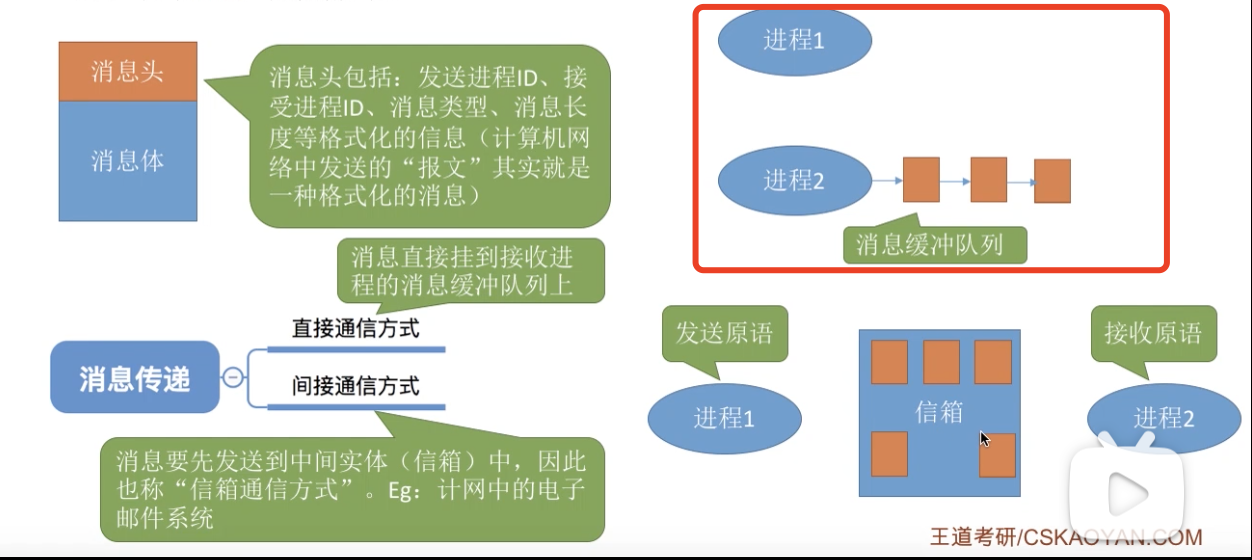 消息头
消息体
消息头包括：发送进程ID、接
受进程ID、消息类型、消息长
度等格式化的信息（计算机网
络中发送的“报文”其实就是
一种格式化的消息）
进程1
进程2
消息缓冲队列
消息直接挂到接收进
程的消息缓冲队列上
直接通信方式
消息传递
间接通信方式
消息要先发送到中间实体（信箱）中，因此
也称“信箱通信方式”。Eg：计网中的电子
邮件系统
发送原语
进程1
信箱
接收原语
进程2
王道考研/CSKAOYAN.COM